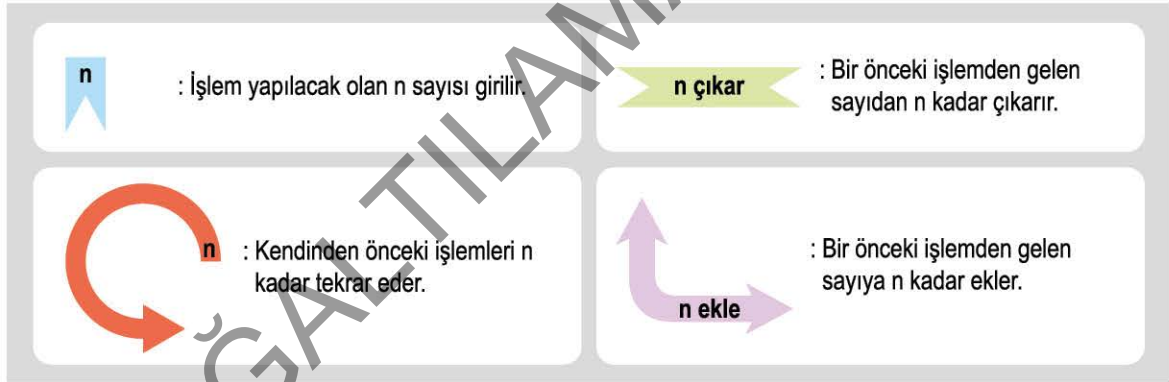 n
: İşlem yapılacak olan n sayısı girilir.
n çıkar
: Bir önceki işlemden gelen
sayıdan n kadar çıkarır.
n
: Kendinden önceki işlemleri n
kadar tekrar eder.
n ekle
: Bir önceki işlemden gelen
sayıya n kadar ekler.
ĞALTILAM